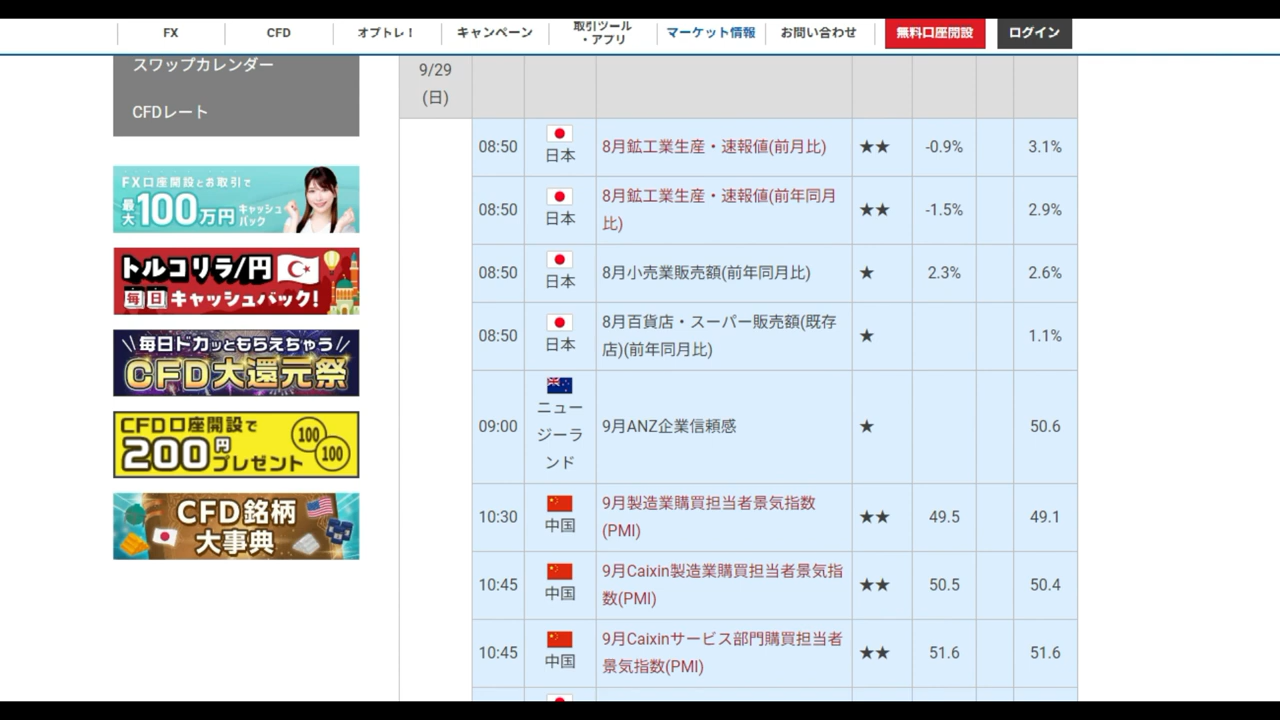 FX
CFD
オプトレ！
キャンペーン
取引ツール
・アプリ
マーケット情報
お問い合わせ
無料口座開設
ログイン
スワップカレンダー
CFDレート
FX口座開設とお取引で
最大100万円キャッシュバック
トルコリラ/円
毎日キャッシュバック!
毎日ドカッともらえちゃう
CFD大還元祭
CFD口座開設で
200円プレゼント
100
100
CFD銘柄
大事典
9/29
(日)
08:50
日本
8月鉱工業生産・速報値(前月比)
★★
-0.9%
3.1%
08:50
日本
8月鉱工業生産・速報値(前年同月
比)
★★
-1.5%
2.9%
08:50
日本
8月小売業販売額(前年同月比)
★
2.3%
2.6%
08:50
日本
8月百貨店・スーパー販売額(既存
店)(前年同月比)
★
1.1%
09:00
ニュー
ジーラ
ンド
9月ANZ企業信頼感
★
50.6
10:30
中国
9月製造業購買担当者景気指数
(PMI)
★★
49.5
49.1
10:45
中国
9月Caixin製造業購買担当者景気指
数(PMI)
★★
50.5
50.4
10:45
中国
9月Caixinサービス部門購買担当者
景気指数(PMI)
★★
51.6
51.6